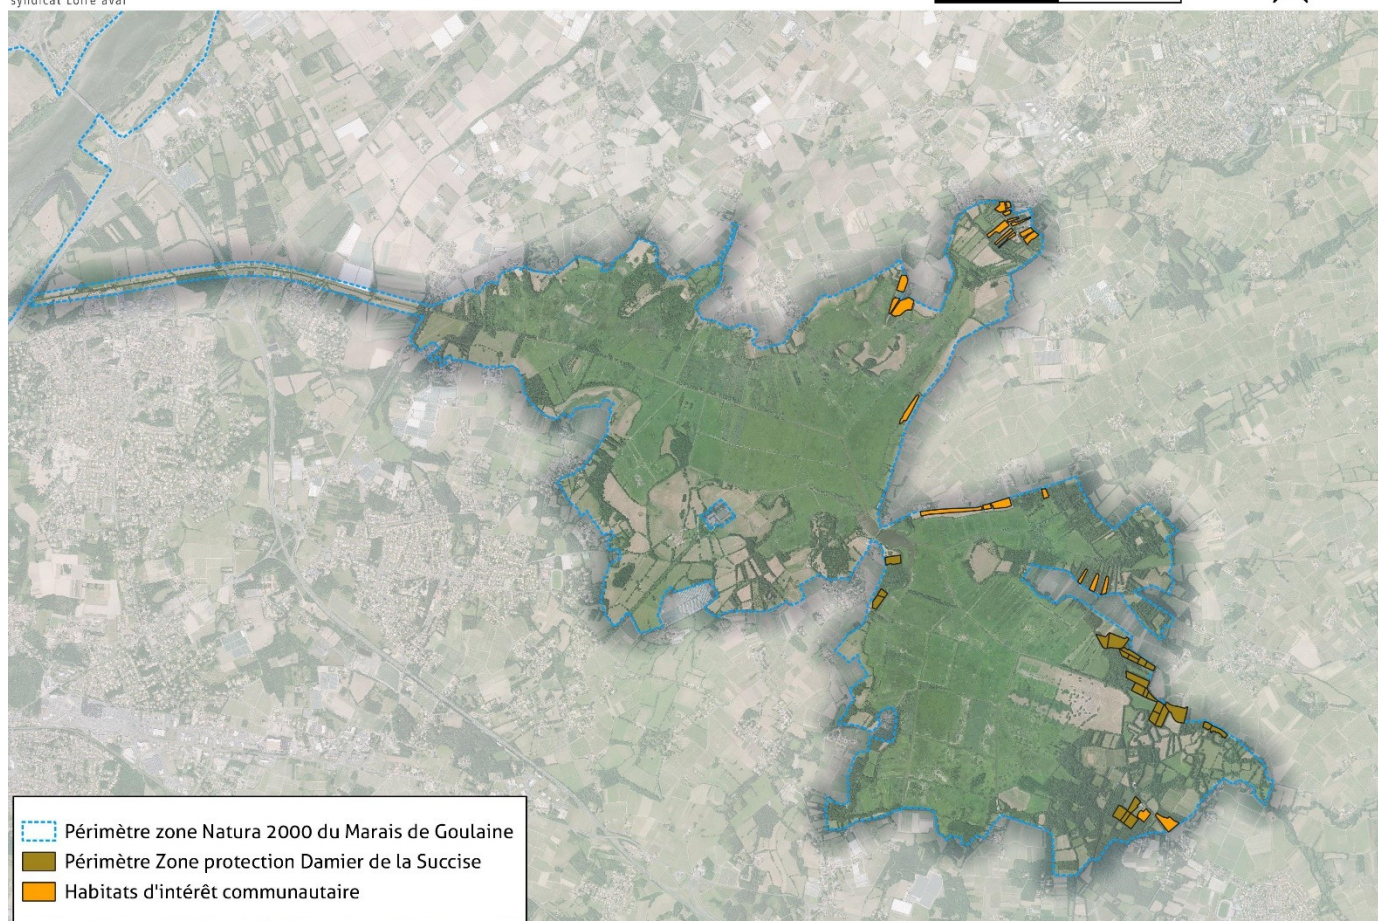 syndicat Loire aval
Périmètre zone Natura 2000 du Marais de Goulaine
Périmètre Zone protection Damier de la Succise
Habitats d'intérêt communautaire